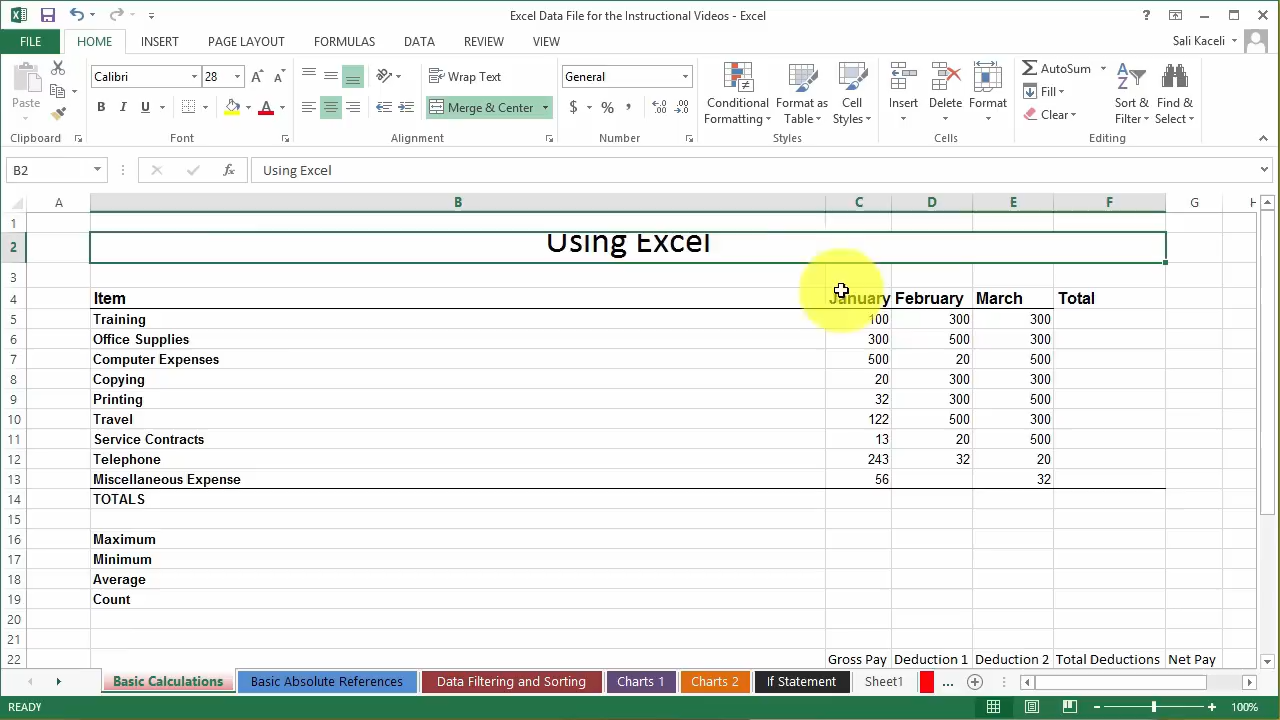 Excel Data File for the Instructional Videos - Excel
?
FILE HOME INSERT PAGE LAYOUT FORMULAS DATA REVIEW VIEW Sali Kaceli
Paste Calibri 28 A A Wrap Text General Conditional Formatting Format as Table Cell Styles Insert Delete Format AutoSum Fill Clear Sort & Filter Find & Select
B I U A Merge & Center $ % ,
Clipboard Font Alignment Number Styles Cells Editing
B2 fx Using Excel
A B C D E F G H
1
2 Using Excel
3
4 Item January February March Total
5 Training 100 300 300
6 Office Supplies 300 500 300
7 Computer Expenses 500 20 500
8 Copying 20 300 300
9 Printing 32 300 500
10 Travel 122 500 300
11 Service Contracts 13 20 500
12 Telephone 243 32 20
13 Miscellaneous Expense 56 32
14 TOTALS
15
16 Maximum
17 Minimum
18 Average
19 Count
20
21
22 Gross Pay Deduction 1 Deduction 2 Total Deductions Net Pay
Basic Calculations Basic Absolute References Data Filtering and Sorting Charts 1 Charts 2 If Statement Sheet1 ...
READY 100%